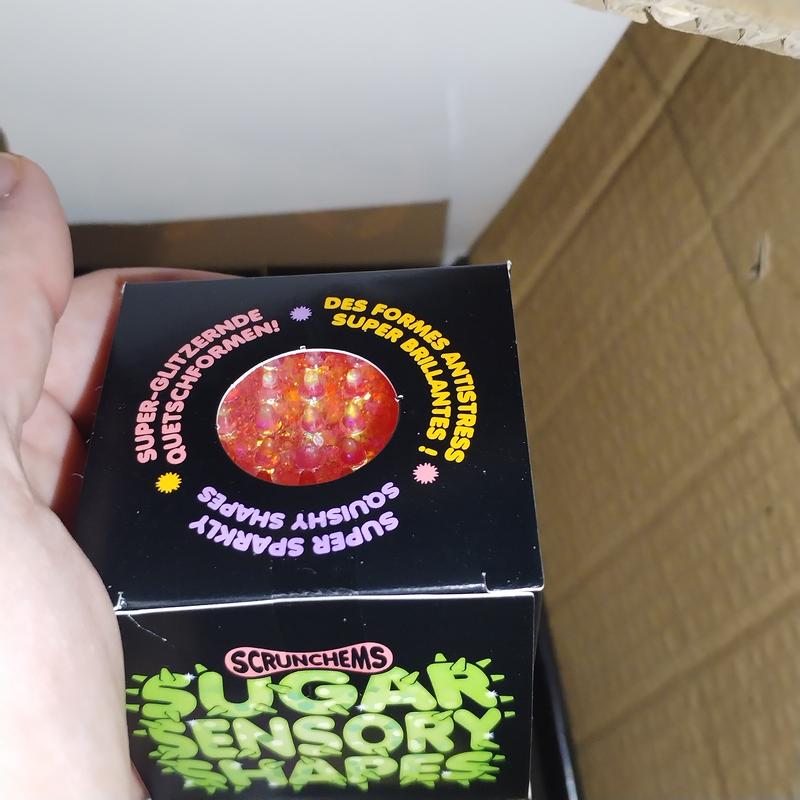 SUPER-GLITZERNDE
QUETSCHFORMEN!
DES FORMES ANTISTRESS
SUPER BRILLANTES !
SUPER SPARKLY
SQUISHY SHAPES
SCRUNCHEMS
SUGAR
SENSORY
SHAPES